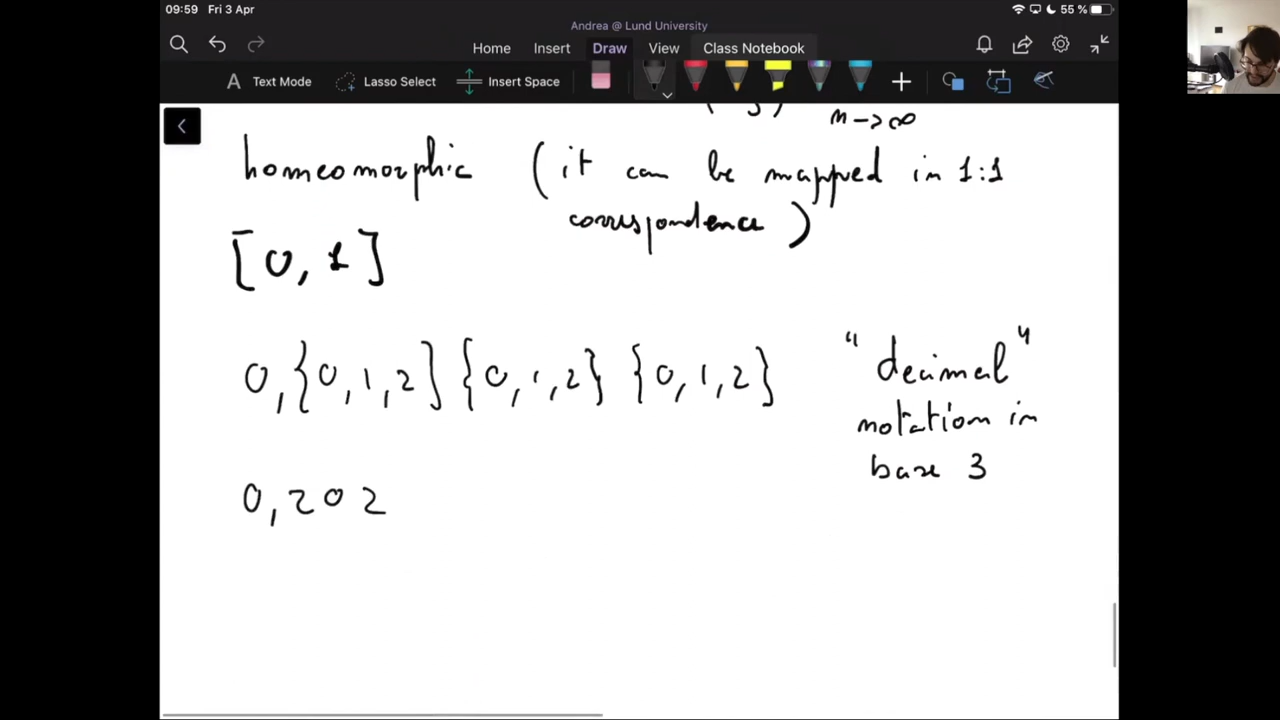 09:59 Fri 3 Apr
55 %
Andrea @ Lund University
Home Insert Draw View Class Notebook
A Text Mode Lasso Select Insert Space
n→∞
homeomorphic (it can be mapped in 1:1
correspondence)
[0, 1]
0,{0,1,2}{0,1,2}{0,1,2}
"decimal"
notation in
base 3
0,202